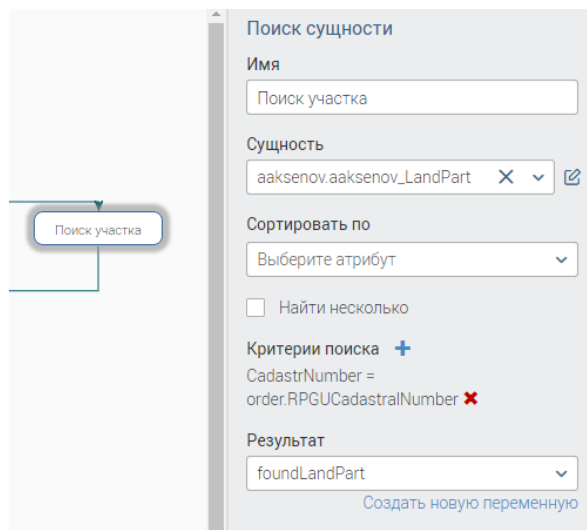 Поиск сущности
Имя
Поиск участка
Сущность
aaksenov.aaksenov_LandPart
Поиск участка
Сортировать по
Выберите атрибут
Найти несколько
Критерии поиска +
CadastrNumber =
order.RPGUCadastralNumber
Результат
foundLandPart
Создать новую переменную